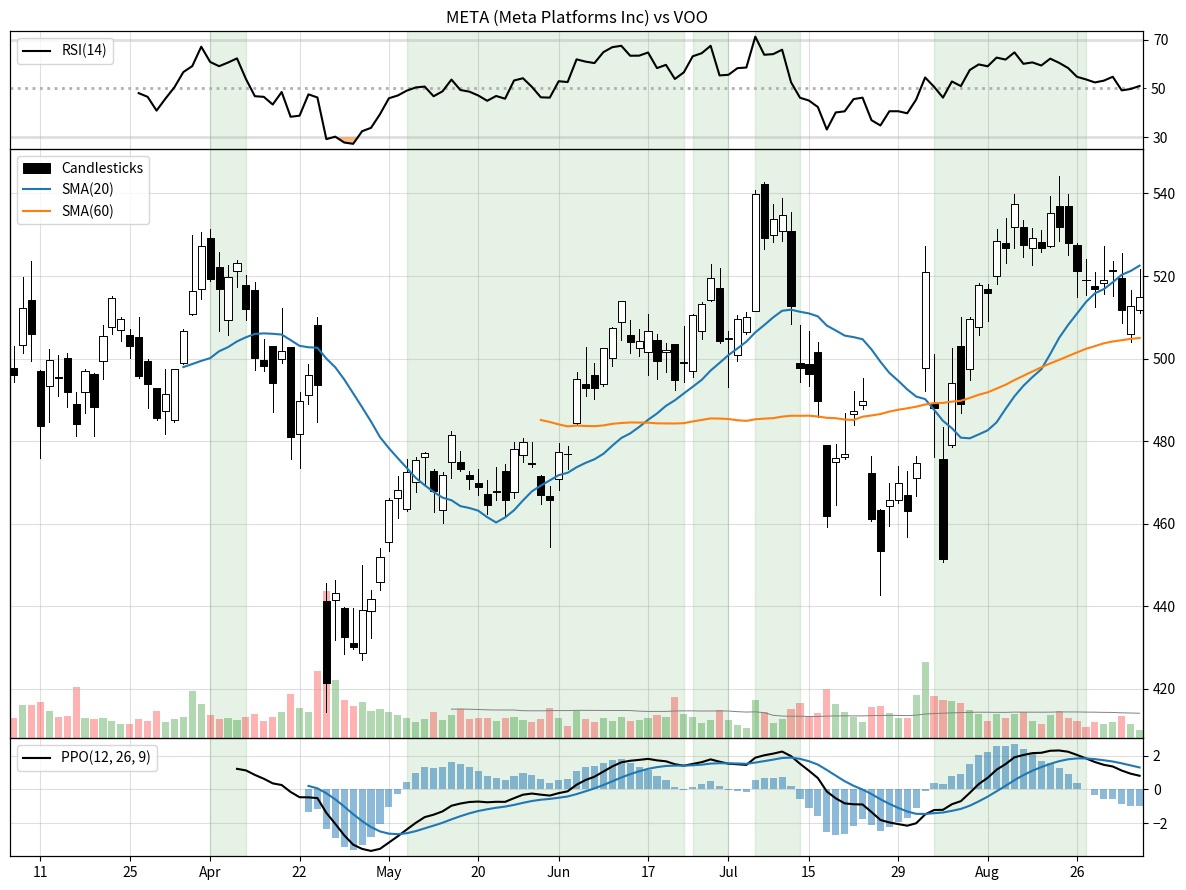 META (Meta Platforms Inc) vs VOO
RSI(14)
70
50
30
Candlesticks
SMA(20)
SMA(60)
540
520
500
480
460
440
420
PPO(12, 26, 9)
2
0
−2
11 25 Apr 22 May 20 Jun 17 Jul 15 29 Aug 26